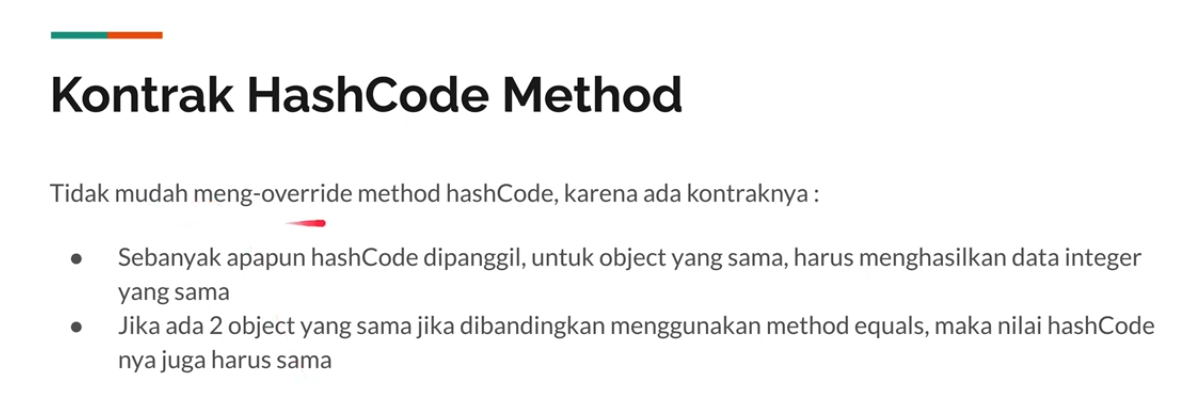 Kontrak HashCode Method
Tidak mudah meng-override method hashCode, karena ada kontraknya :
● Sebanyak apapun hashCode dipanggil, untuk object yang sama, harus menghasilkan data integer
yang sama
● Jika ada 2 object yang sama jika dibandingkan menggunakan method equals, maka nilai hashCode
nya juga harus sama